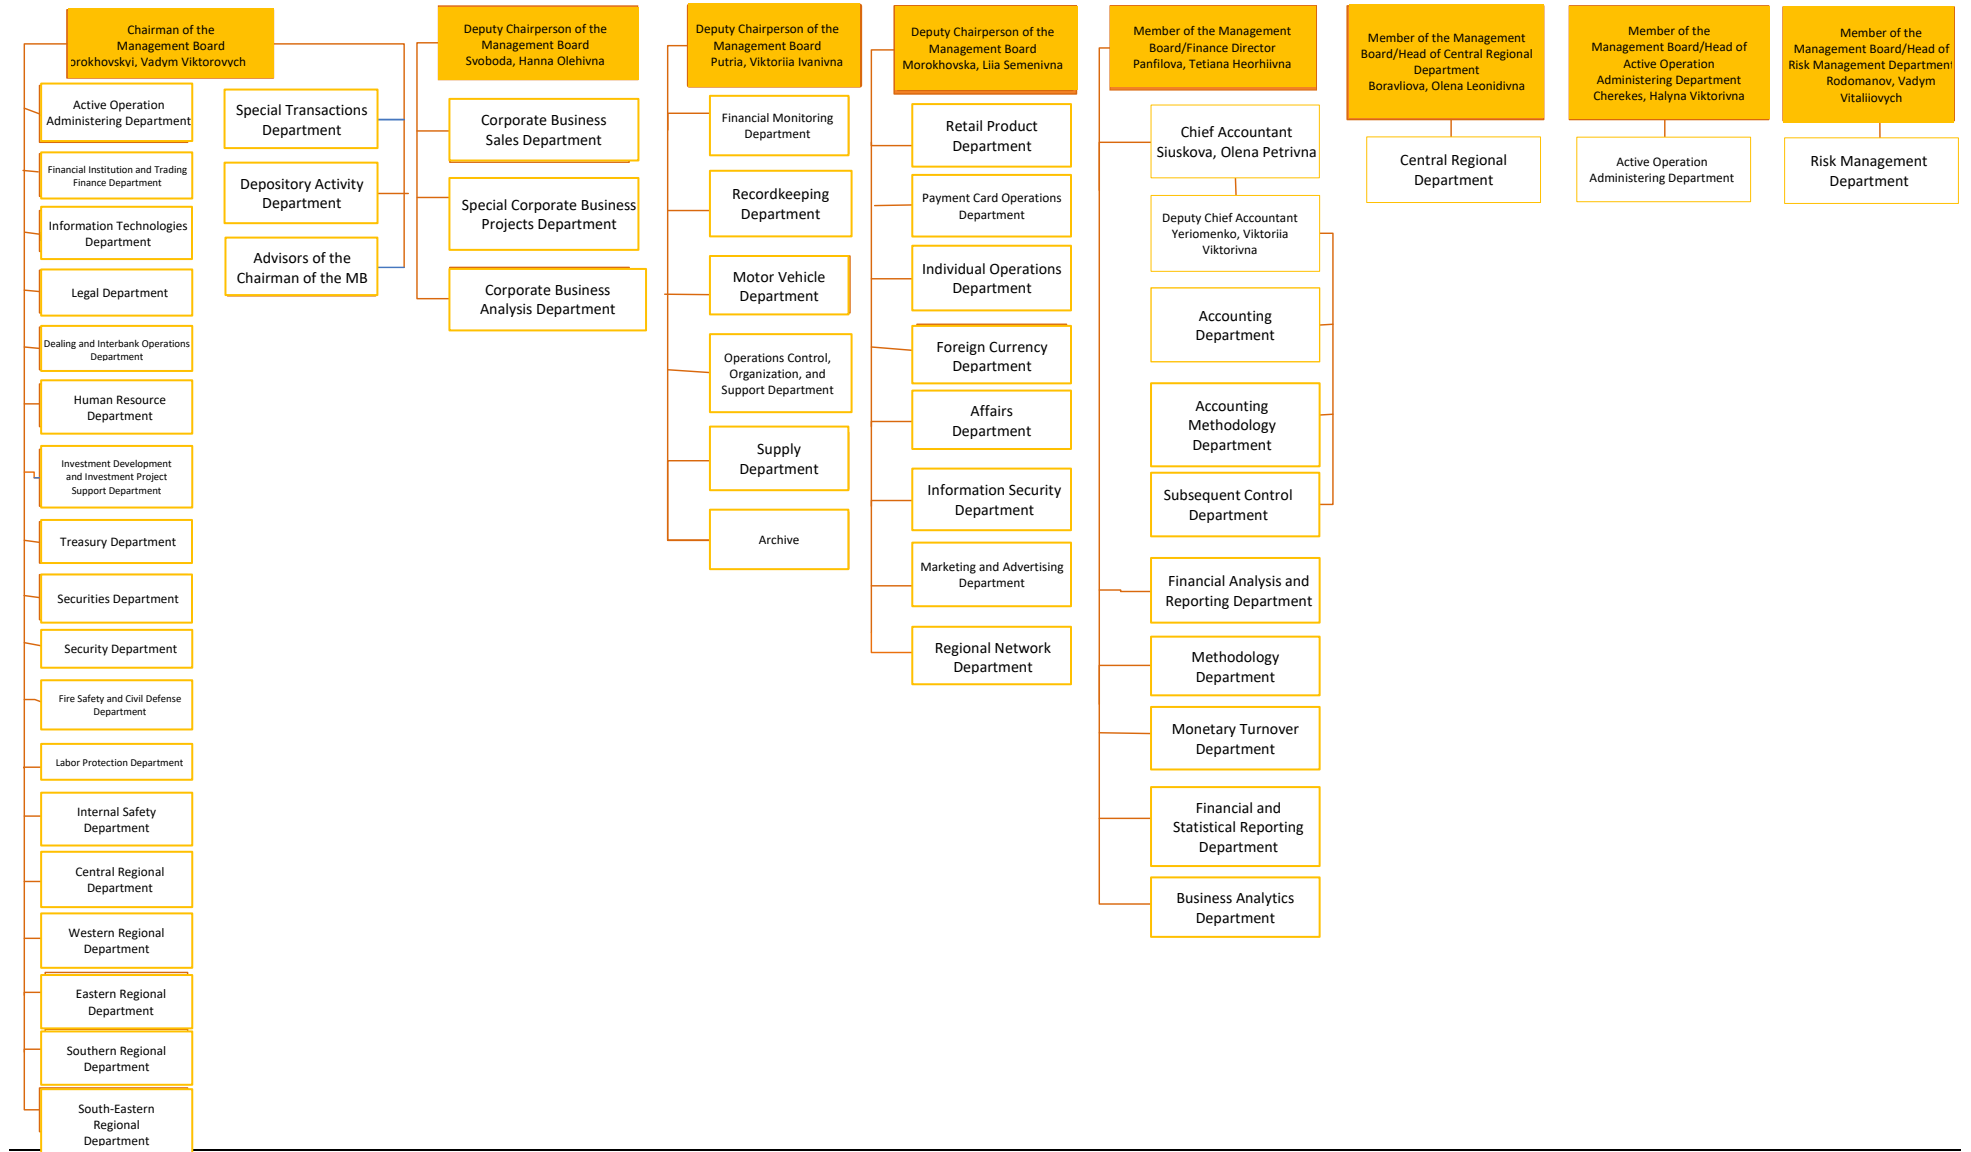 Chairman of the
Management Board
orokhovskyi, Vadym Viktorovych
Active Operation
Administering Department
Financial Institution and Trading
Finance Department
Information Technologies
Department
Legal Department
Dealing and Interbank Operations
Department
Human Resource
Department
Investment Development
and Investment Project
Support Department
Treasury Department
Securities Department
Security Department
Fire Safety and Civil Defense
Department
Labor Protection Department
Internal Safety
Department
Central Regional
Department
Western Regional
Department
Eastern Regional
Department
Southern Regional
Department
South-Eastern
Regional
Department
Special Transactions
Department
Depository Activity
Department
Advisors of the
Chairman of the MB
Deputy Chairperson of the
Management Board
Svoboda, Hanna Olehivna
Corporate Business
Sales Department
Special Corporate Business
Projects Department
Corporate Business
Analysis Department
Deputy Chairperson of the
Management Board
Putria, Viktoriia Ivanivna
Financial Monitoring
Department
Recordkeeping
Department
Motor Vehicle
Department
Operations Control,
Organization, and
Support Department
Supply
Department
Archive
Deputy Chairperson of the
Management Board
Morokhovska, Liia Semenivna
Retail Product
Department
Payment Card Operations
Department
Individual Operations
Department
Foreign Currency
Department
Affairs
Department
Information Security
Department
Marketing and Advertising
Department
Regional Network
Department
Member of the Management
Board/Finance Director
Panfilova, Tetiana Heorhiivna
Chief Accountant
Siuskova, Olena Petrivna
Deputy Chief Accountant
Yeriomenko, Viktoriia
Viktorivna
Accounting
Department
Accounting
Methodology
Department
Subsequent Control
Department
Financial Analysis and
Reporting Department
Methodology
Department
Monetary Turnover
Department
Financial and
Statistical Reporting
Department
Business Analytics
Department
Member of the Management
Board/Head of Central Regional
Department
Boravliova, Olena Leonidivna
Central Regional
Department
Member of the
Management Board/Head of
Active Operation
Administering Department
Cherekes, Halyna Viktorivna
Active Operation
Administering Department
Member of the
Management Board/Head of
Risk Management Department
Rodomanov, Vadym
Vitaliiovych
Risk Management
Department